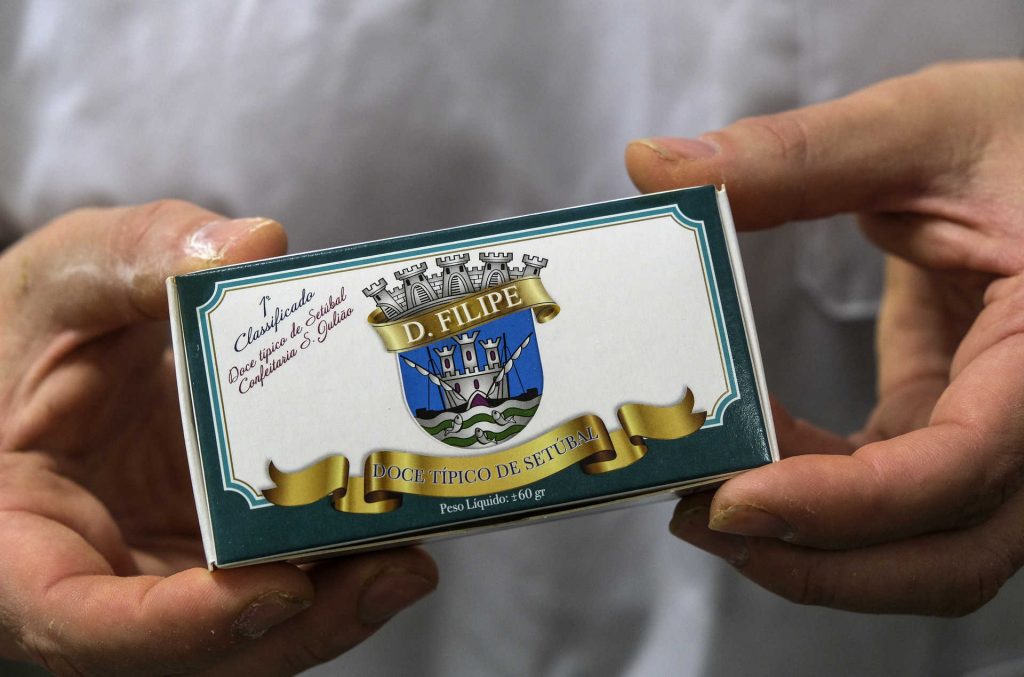 1º
Classificado
Doce típico de Setúbal
Confeitaria S. Julião
D. FILIPE
DOCE TÍPICO DE SETÚBAL
Peso Líquido: ±60 gr